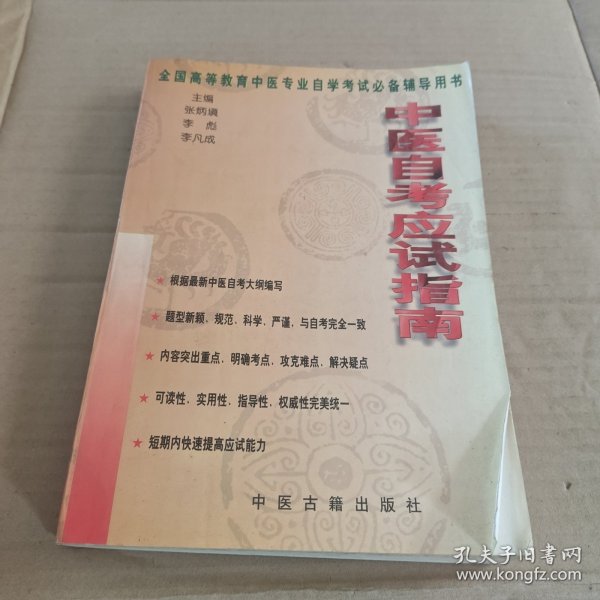 全国高等教育中医专业自学考试必备辅导用书
主编
张炳填
李 彪
李凡成
中医自考应试指南
★ 根据最新中医自考大纲编写
★ 题型新颖、规范、科学、严谨，与自考完全一致
★ 内容突出重点、明确考点、攻克难点、解决疑点
★ 可读性、实用性、指导性、权威性完美统一
★ 短期内快速提高应试能力
中医古籍出版社
孔夫子旧书网
www.kongfz.com